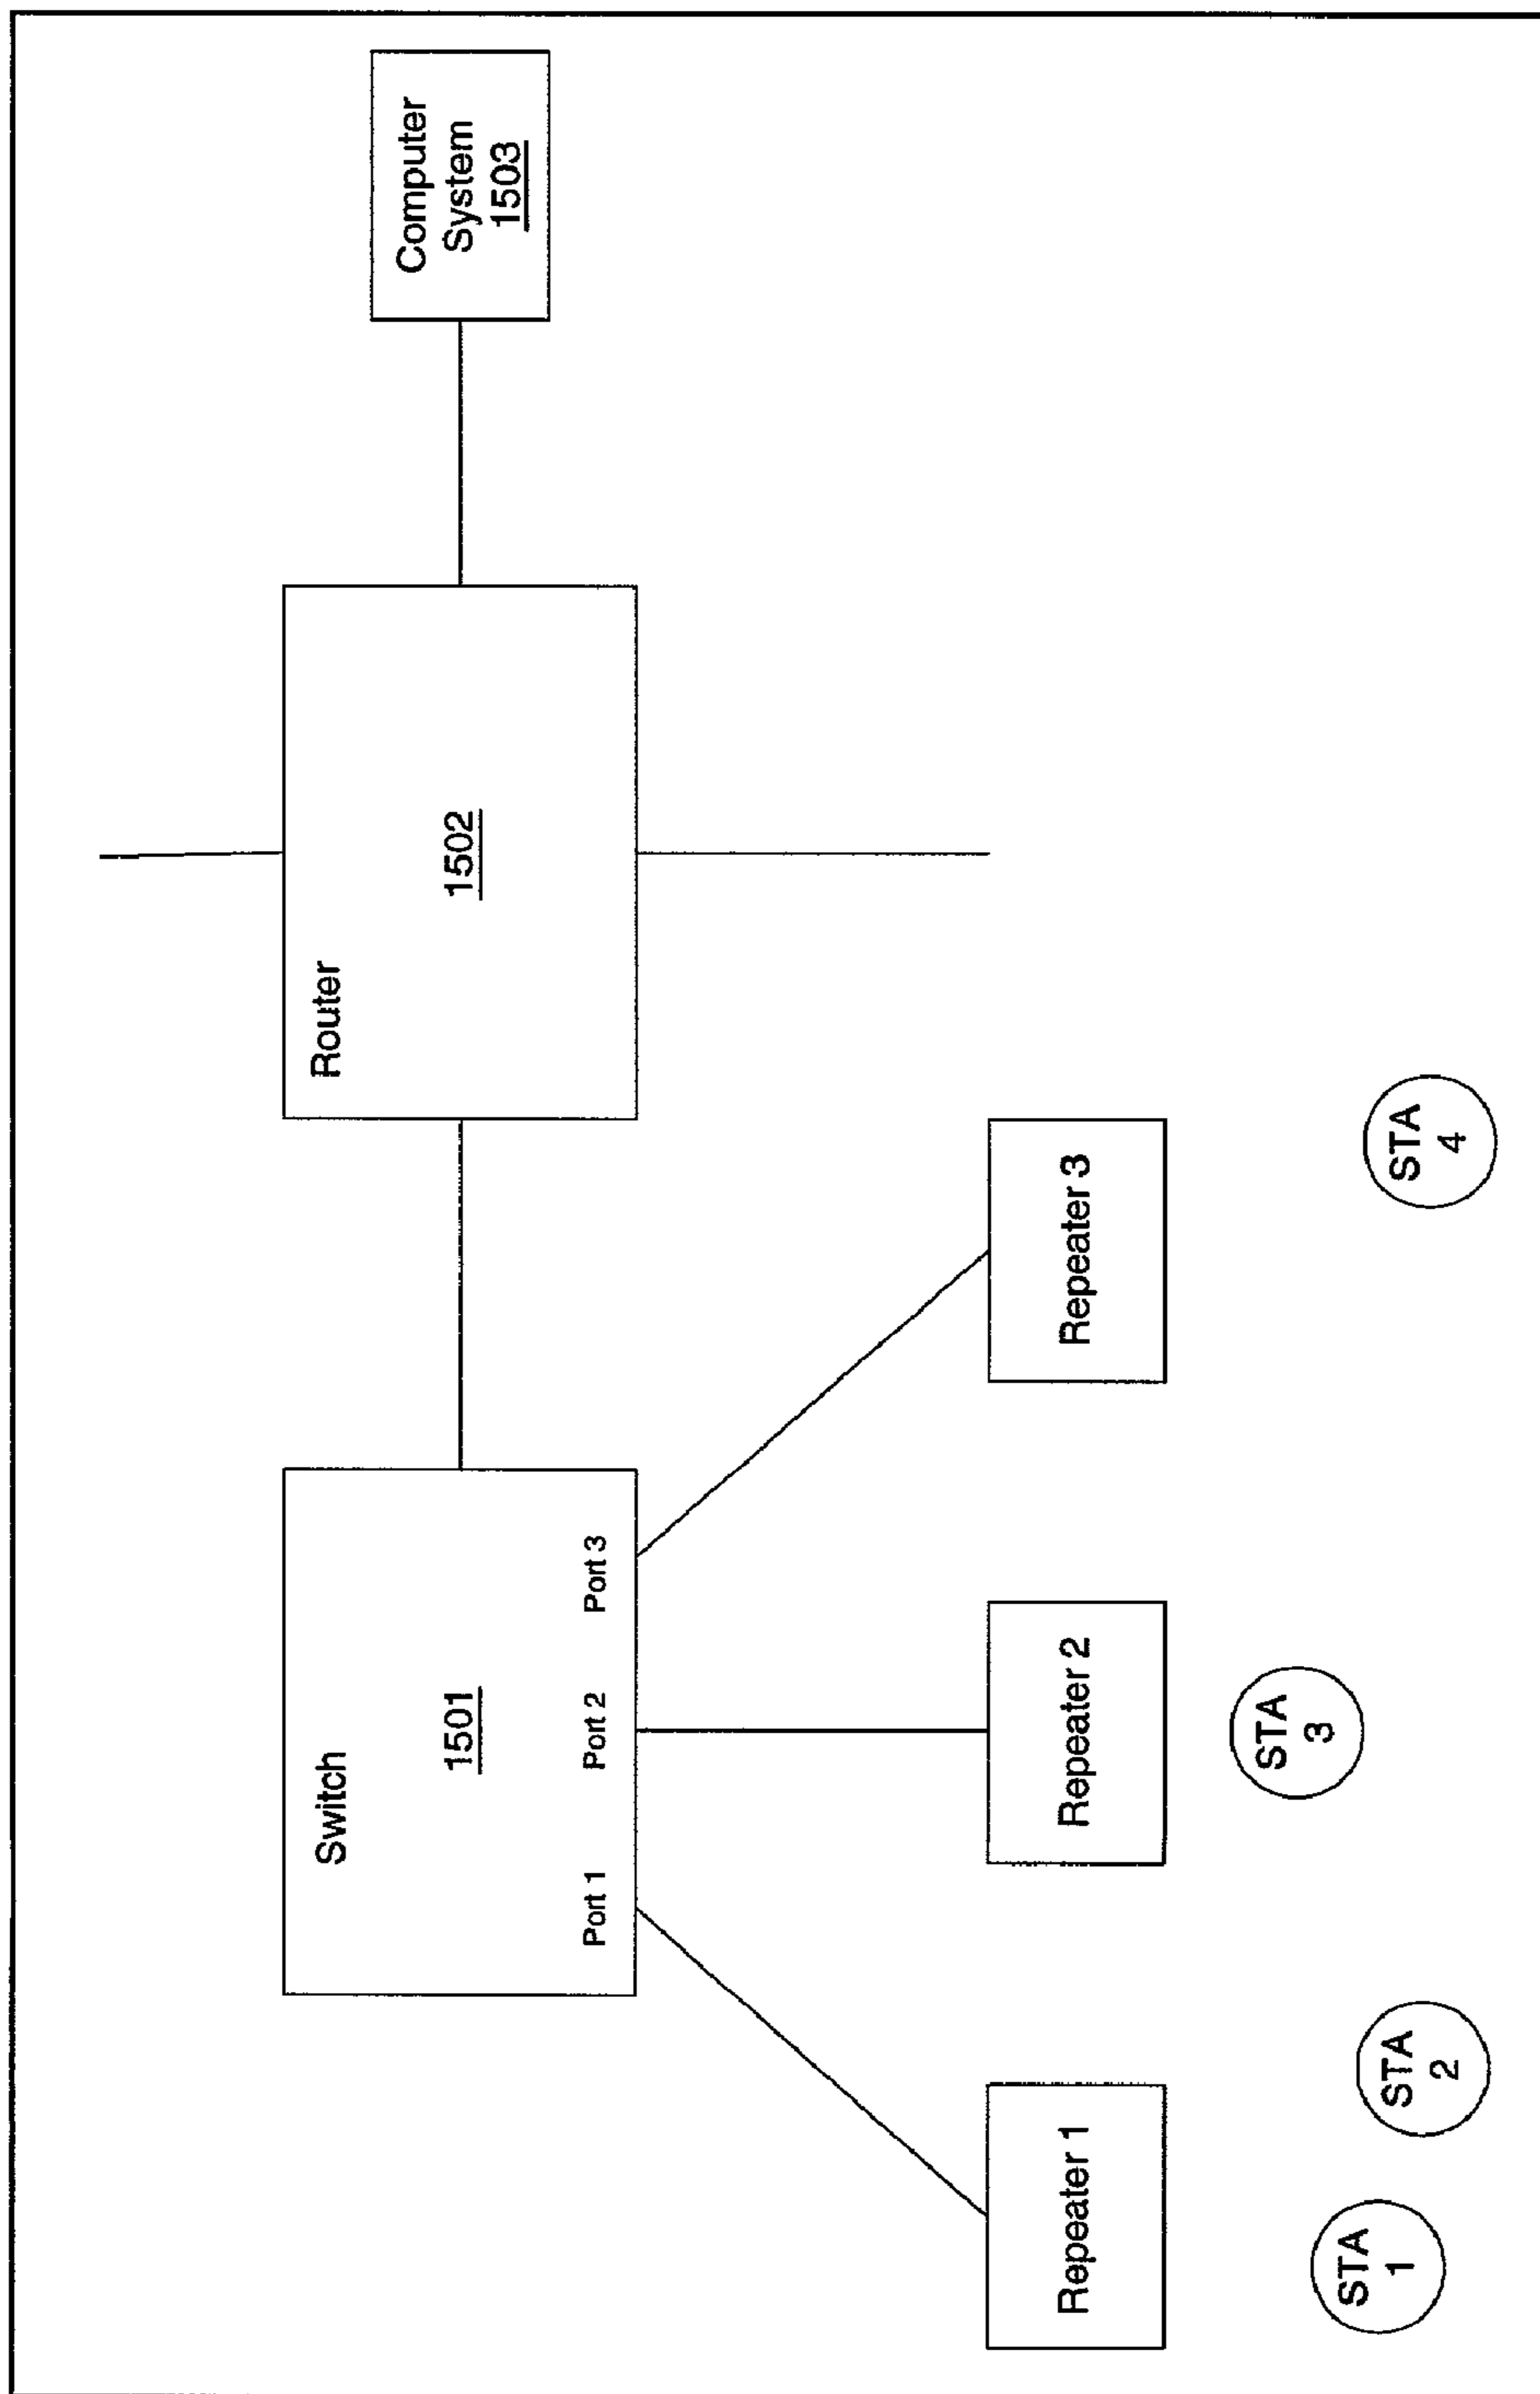 Switch
1501
Port 1 Port 2 Port 3
Router
1502
Computer
System
1503
Repeater 1
Repeater 2
Repeater 3
STA
1
STA
2
STA
3
STA
4